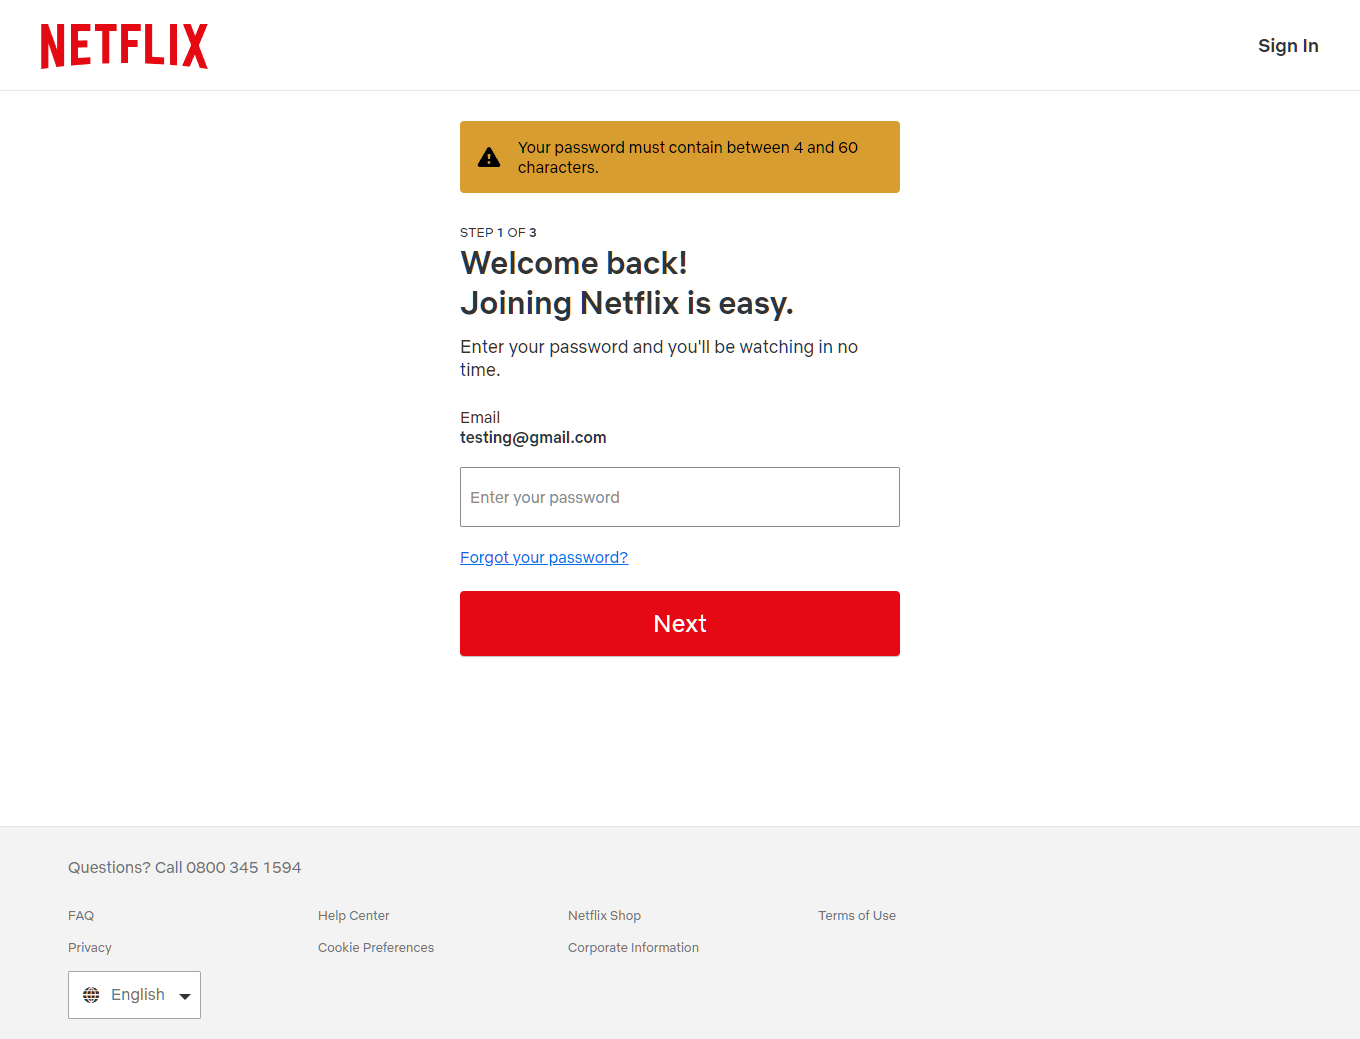 NETFLIX
Sign In
Your password must contain between 4 and 60
characters.
STEP 1 OF 3
Welcome back!
Joining Netflix is easy.
Enter your password and you'll be watching in no
time.
Email
testing@gmail.com
Enter your password
Forgot your password?
Next
Questions? Call 0800 345 1594
FAQ
Help Center
Netflix Shop
Terms of Use
Privacy
Cookie Preferences
Corporate Information
English